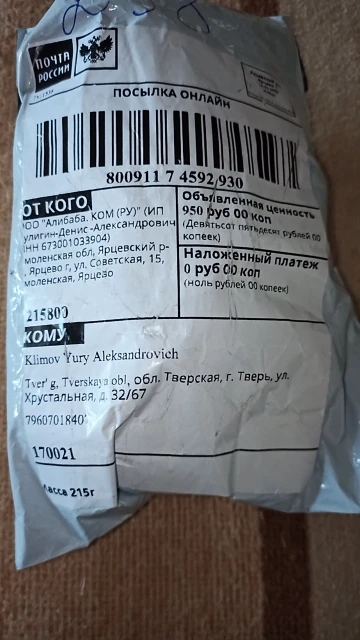 ПОЧТА
РОССИИ
ПОСЫЛКА ОНЛАЙН
800911 7 4592 930
ОТ КОГО
ООО "Алибаба. КОМ (РУ)" (ИП
улигин-Денис-Александрович
ИНН 673001033904)
моленская обл, Ярцевский р-
, Ярцево г, ул. Советская, 15,
моленская, Ярцево
215800
Объявленная ценность
950 руб 00 коп
(Девятьсот пятьдесят рублей 00
копеек)
Наложенный платеж
0 руб 00 коп
(ноль рублей 00 копеек)
КОМУ
Klimov Yury Aleksandrovich
Tver' g, Tverskaya obl, обл. Тверская, г. Тверь, ул.
Хрустальная, д. 32/67
7960701840
170021
Масса 215г